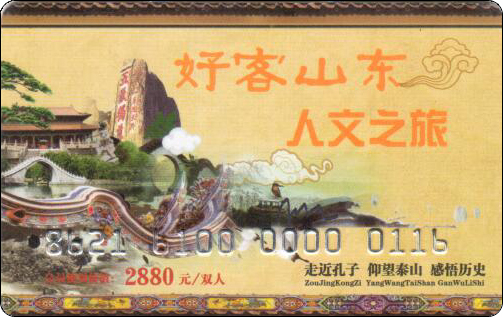 好客山东
人文之旅
8621 6100 0000 0116
2880 元/双人
走近孔子 仰望泰山 感悟历史
ZouJingKongZi YangWangTaiShan GanWuLiShi